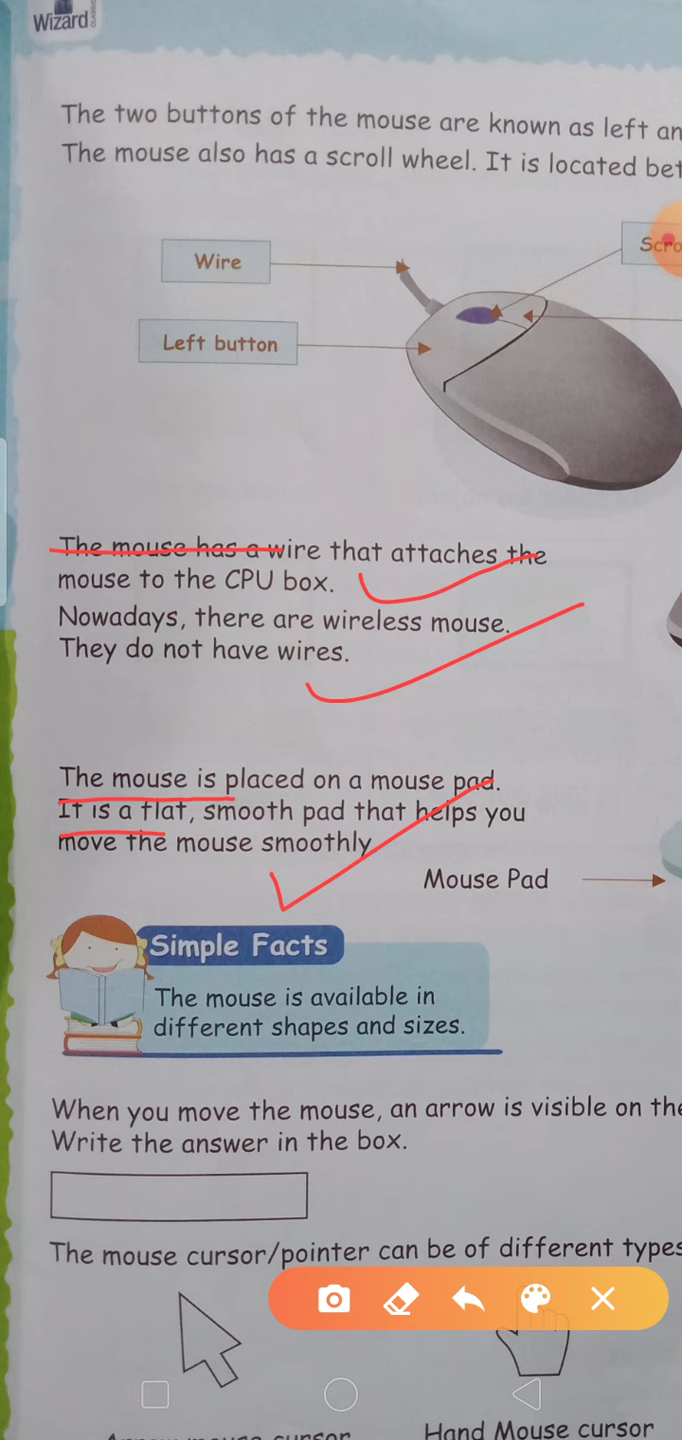 Wizard
The two buttons of the mouse are known as left an
The mouse also has a scroll wheel. It is located bet
Scro
Wire
Left button
The mouse has a wire that attaches the
mouse to the CPU box.
Nowadays, there are wireless mouse.
They do not have wires.
The mouse is placed on a mouse pad.
It is a flat, smooth pad that helps you
move the mouse smoothly
Mouse Pad
Simple Facts
The mouse is available in
different shapes and sizes.
When you move the mouse, an arrow is visible on the
Write the answer in the box.
The mouse cursor/pointer can be of different types
Arrow mouse cursor
Hand Mouse cursor